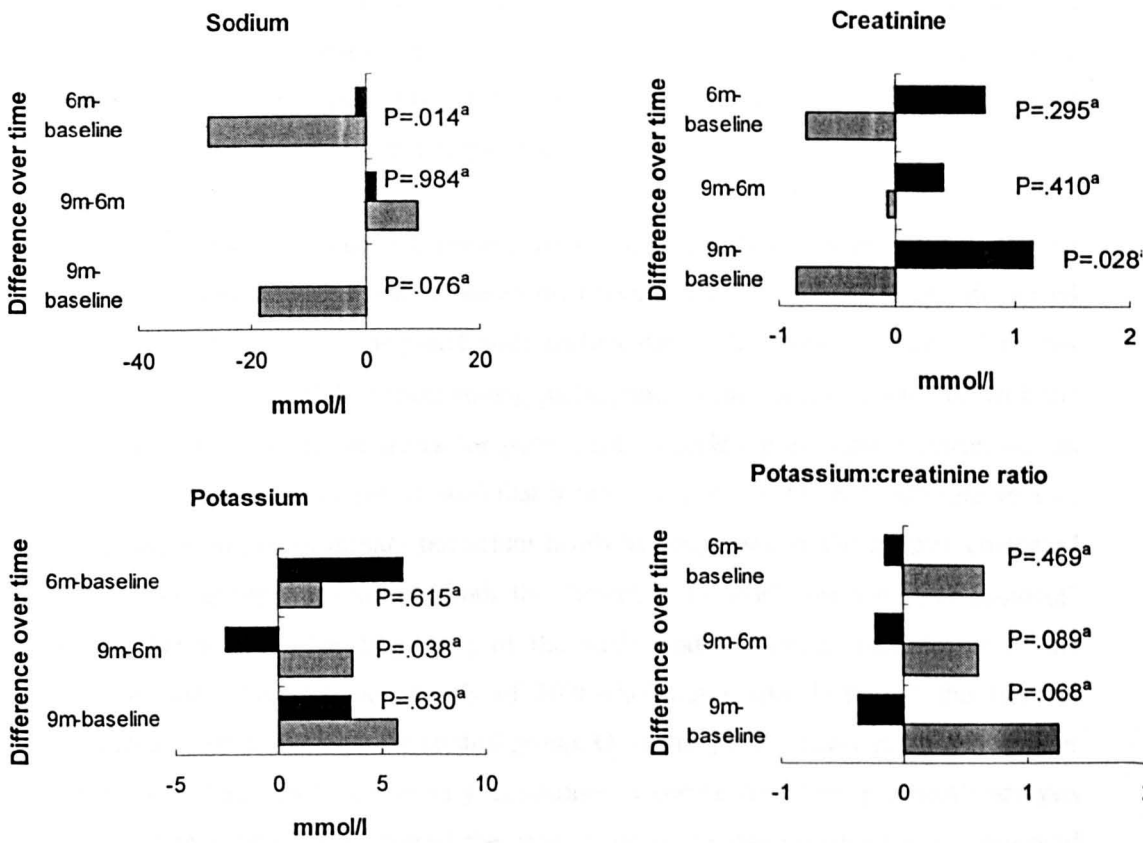 Sodium
Difference over time
6m-
baseline
P=.014ᵃ
9m-6m
P=.984ᵃ
9m-
baseline
P=.076ᵃ
-40 -20 0 20
mmol/l
Creatinine
Difference over time
6m-
baseline
P=.295ᵃ
9m-6m
P=.410ᵃ
9m-
baseline
P=.028ᵃ
-1 0 1 2
mmol/l
Potassium
Difference over time
6m-baseline
P=.615ᵃ
9m-6m
P=.038ᵃ
9m-baseline
P=.630ᵃ
-5 0 5 10
mmol/l
Potassium:creatinine ratio
Difference over time
6m-
baseline
P=.469ᵃ
9m-6m
P=.089ᵃ
9m-
baseline
P=.068ᵃ
-1 0 1 2